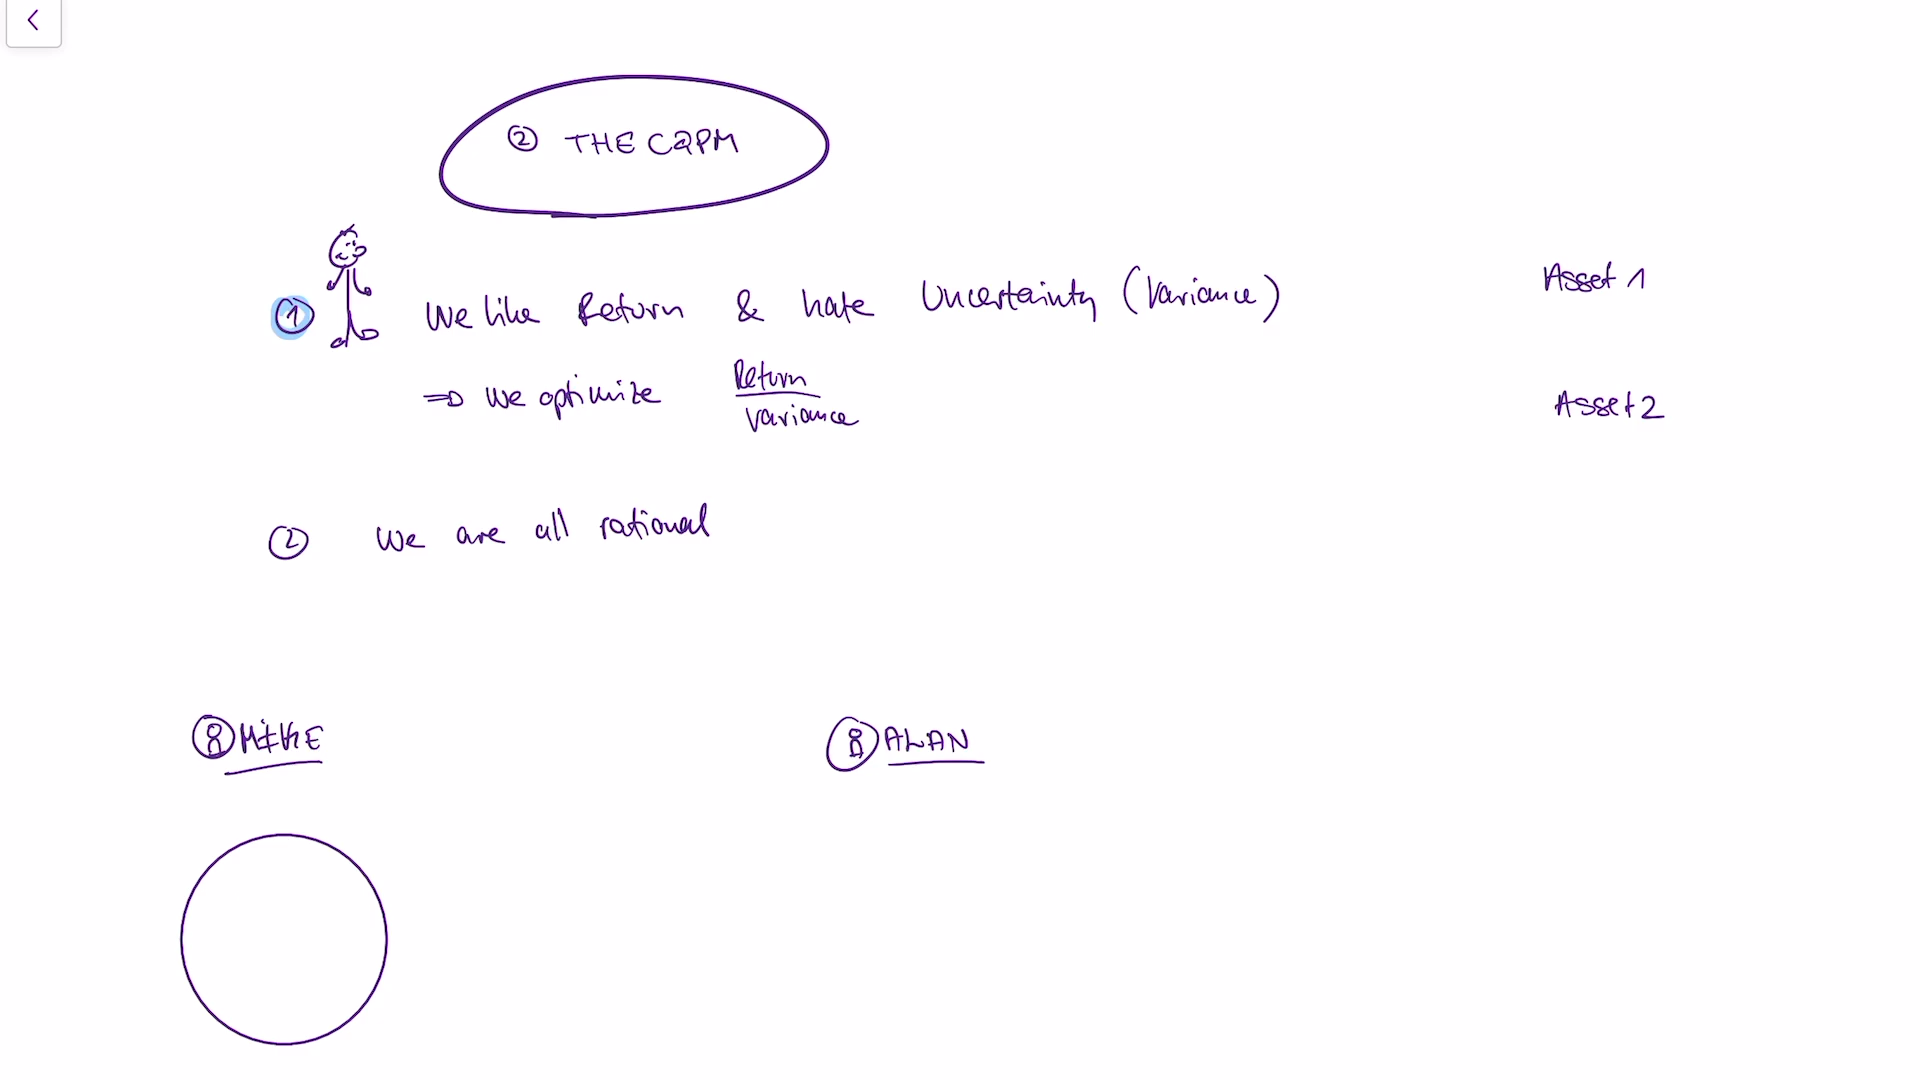 ② THE CAPM
① We like Return & hate Uncertainty (Variance)
Asset 1
⇒ We optimize Return
Variance
Asset 2
② We are all rational
MIKE
ALAN